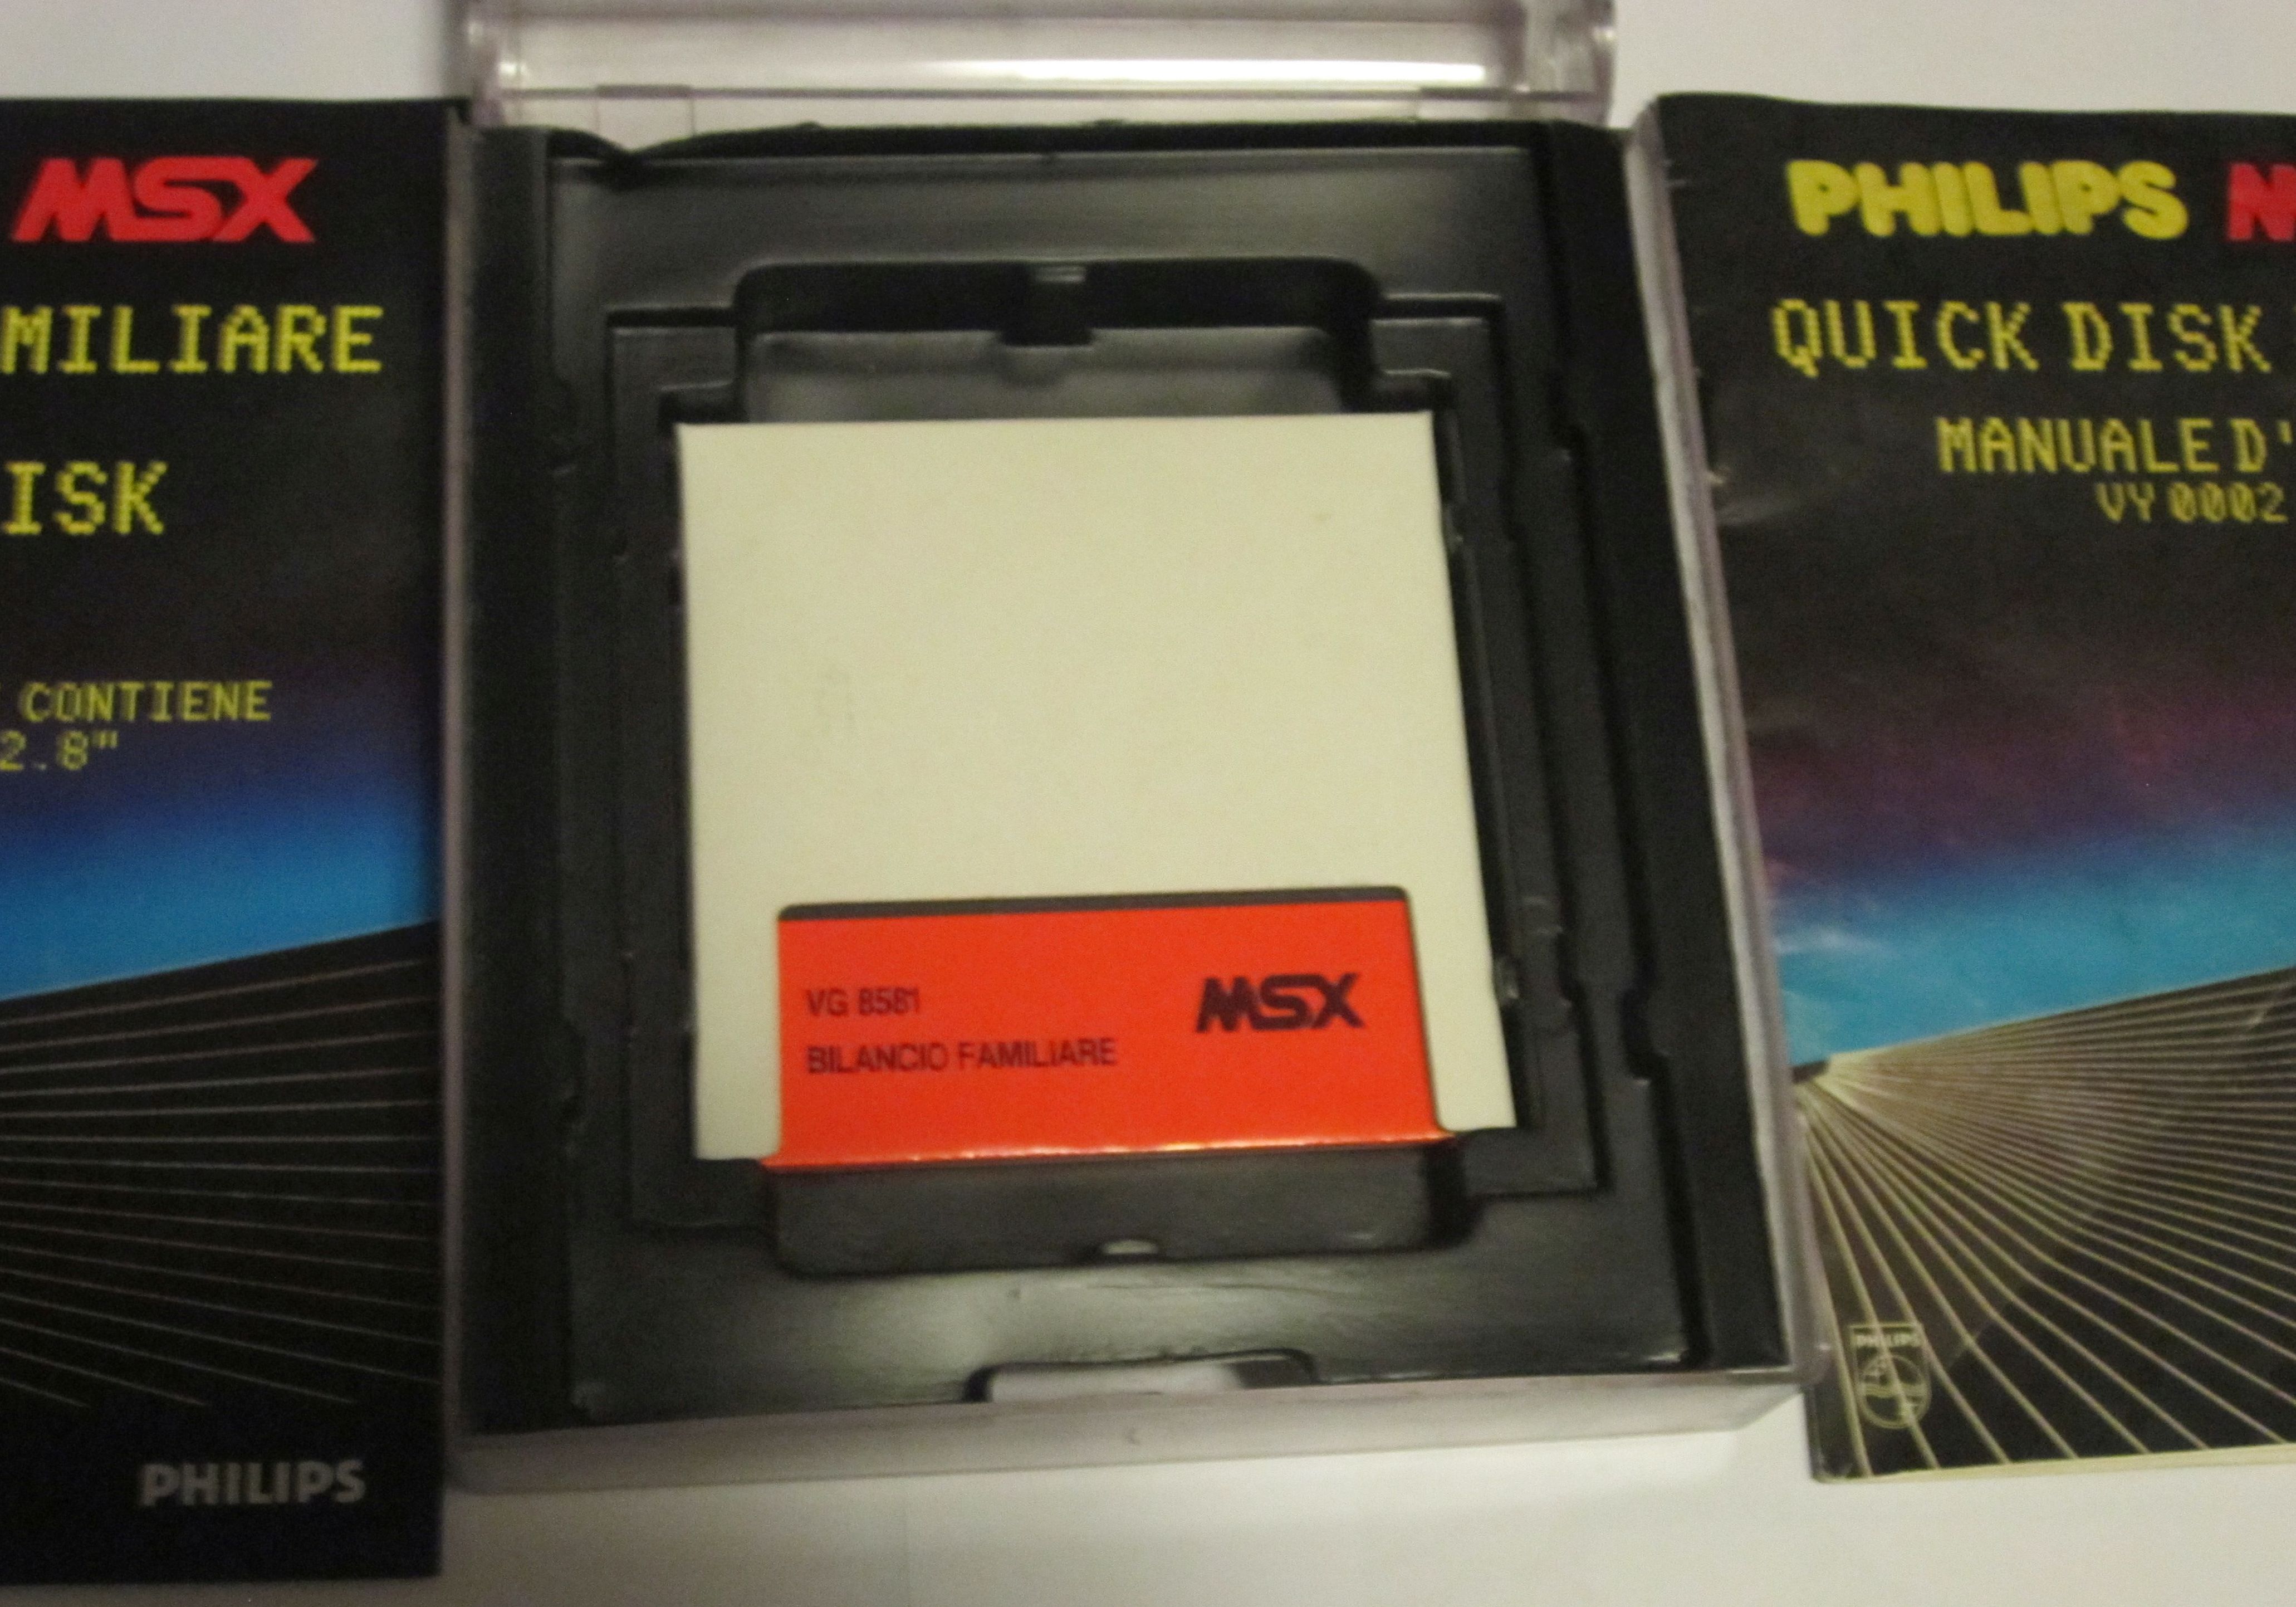 MSX
MILIARE
ISK
CONTIENE
2.8"
PHILIPS
VG 8581
MSX
BILANCIO FAMILIARE
PHILIPS M
QUICK DISK
MANUALE D'
VY 0002
PHILIPS